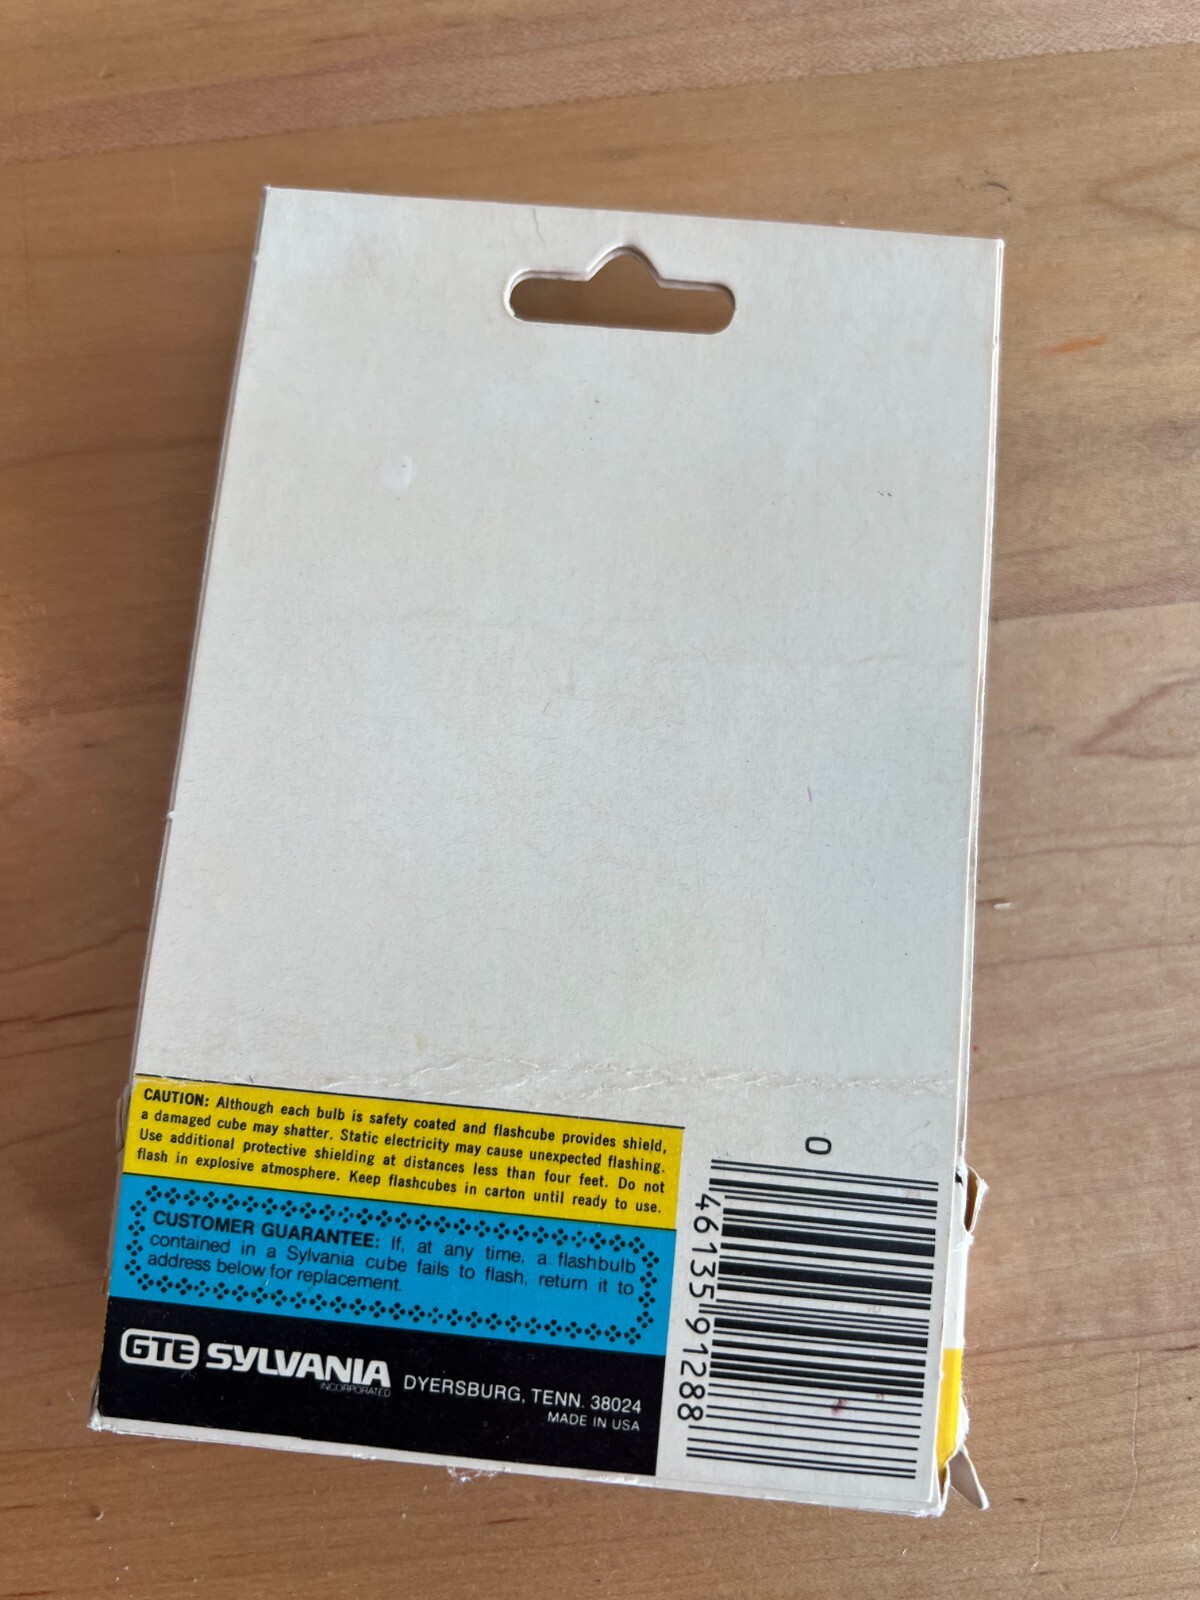 CAUTION: Although each bulb is safety coated and flashcube provides shield,
a damaged cube may shatter. Static electricity may cause unexpected flashing.
Use additional protective shielding at distances less than four feet. Do not
flash in explosive atmosphere. Keep flashcubes in carton until ready to use.
CUSTOMER GUARANTEE: If, at any time, a flashbulb
contained in a Sylvania cube fails to flash, return it to
address below for replacement.
GTE SYLVANIA
INCORPORATED
DYERSBURG, TENN. 38024
MADE IN USA
0
46135 91288